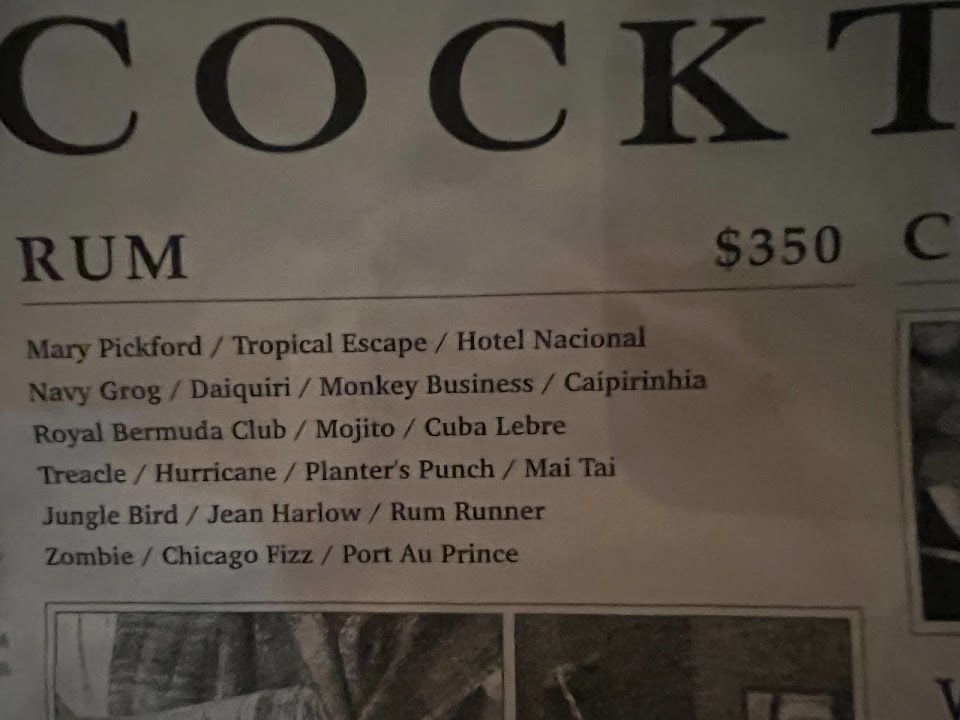 COCKT
RUM $350
Mary Pickford / Tropical Escape / Hotel Nacional
Navy Grog / Daiquiri / Monkey Business / Caipirinhia
Royal Bermuda Club / Mojito / Cuba Lebre
Treacle / Hurricane / Planter's Punch / Mai Tai
Jungle Bird / Jean Harlow / Rum Runner
Zombie / Chicago Fizz / Port Au Prince
C